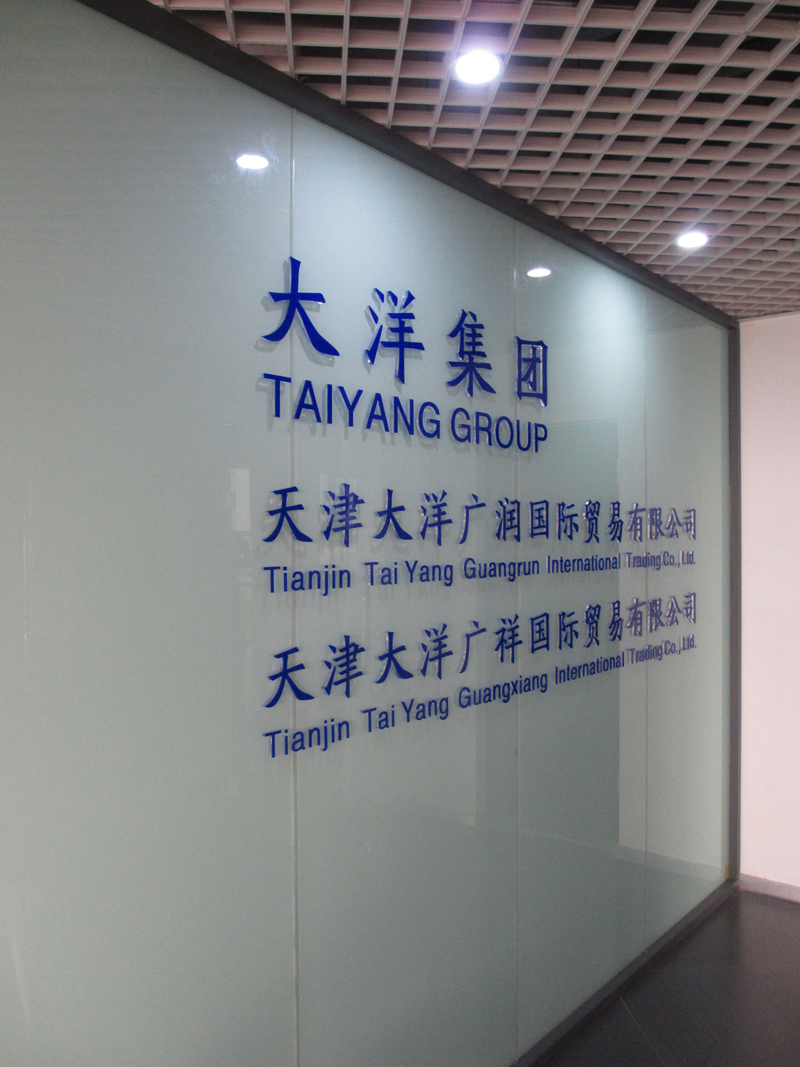 大洋集团
TAIYANG GROUP
天津大洋广润国际贸易有限公司
Tianjin Tai Yang Guangrun International Trading Co., Ltd.
天津大洋广祥国际贸易有限公司
Tianjin Tai Yang Guangxiang International Trading Co., Ltd.